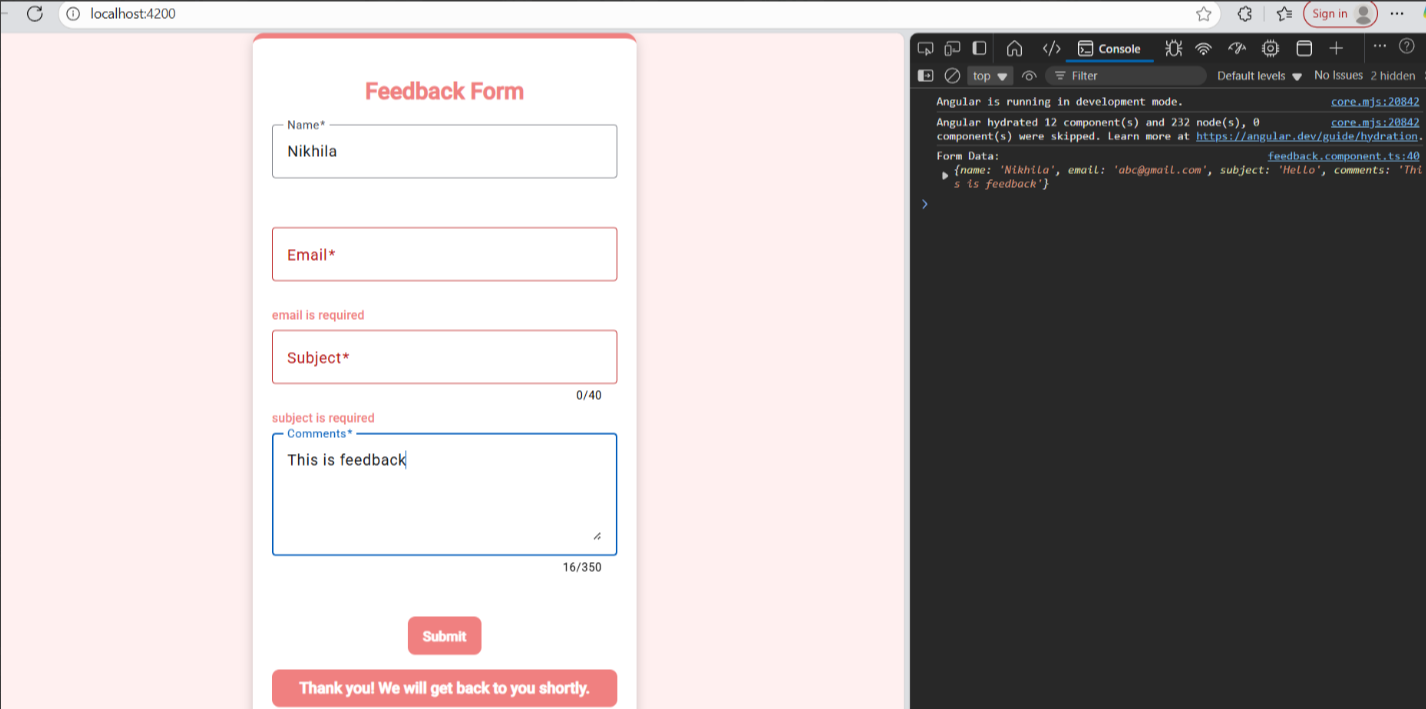 localhost:4200
Sign in
Feedback Form
Name*
Nikhila
Email*
email is required
Subject*
0/40
subject is required
Comments*
This is feedback
16/350
Submit
Thank you! We will get back to you shortly.
Console
top
Filter
Default levels
No Issues
2 hidden
Angular is running in development mode. core.mjs:20842
Angular hydrated 12 component(s) and 232 node(s), 0 core.mjs:20842
component(s) were skipped. Learn more at https://angular.dev/guide/hydration.
Form Data: feedback.component.ts:40
{name: 'Nikhila', email: 'abc@gmail.com', subject: 'Hello', comments: 'Thi
s is feedback'}